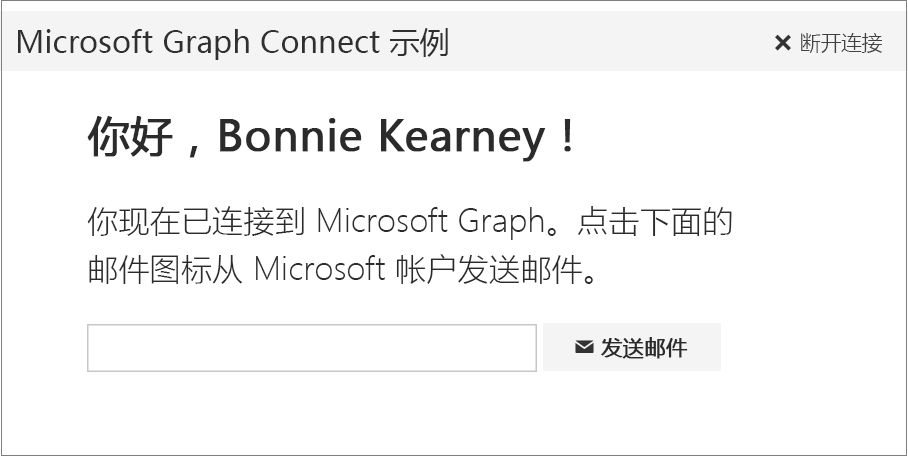 Microsoft Graph Connect 示例
✕ 断开连接
你好，Bonnie Kearney！
你现在已连接到 Microsoft Graph。点击下面的
邮件图标从 Microsoft 帐户发送邮件。
发送邮件